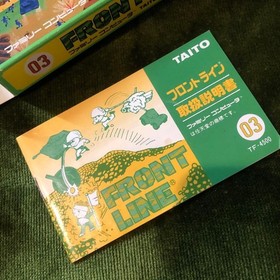 03
FRONT
ファミリー コンピュータ
TAITO
フロントライン
取扱説明書
ファミリー コンピュータ
は任天堂の商標です。
03
TF-4500
FRONT
LINE